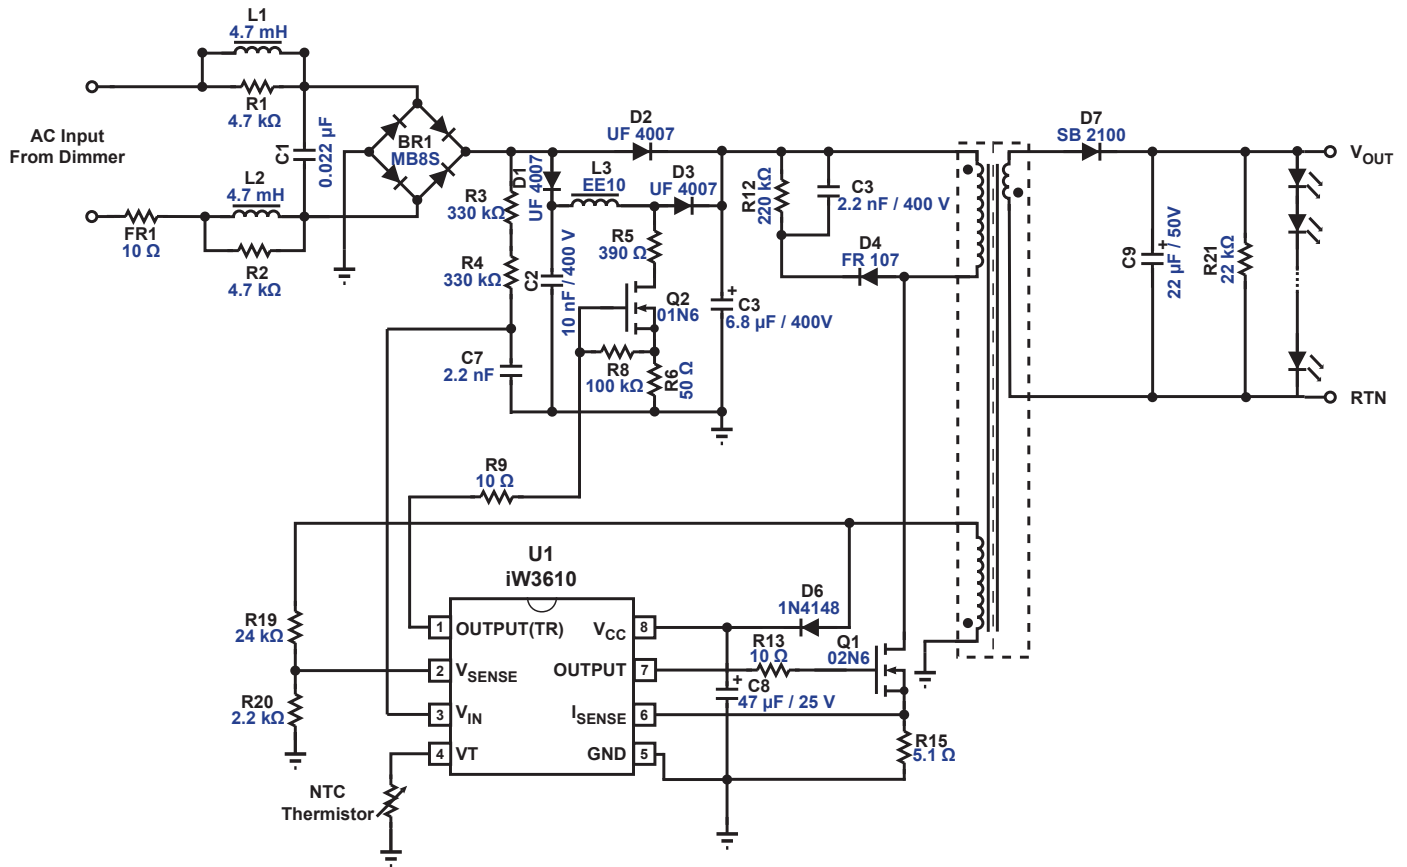 L1
4.7 mH
R1
4.7 kΩ
AC Input
From Dimmer
C1
0.022 µF
BR1
MB8S
L2
4.7 mH
FR1
10 Ω
R2
4.7 kΩ
D2
UF 4007
D1
UF 4007
L3
EE10
D3
UF 4007
R3
330 kΩ
R4
330 kΩ
C2
10 nF / 400 V
R5
390 Ω
Q2
01N6
C7
2.2 nF
R8
100 kΩ
R6
50 Ω
+
C3
6.8 µF / 400V
R12
220 kΩ
C3
2.2 nF / 400 V
D4
FR 107
D7
SB 2100
C9
+
22 µF / 50V
R21
22 kΩ
VOUT
RTN
R9
10 Ω
U1
iW3610
1 OUTPUT(TR)
2 VSENSE
3 VIN
4 VT
VCC 8
OUTPUT 7
ISENSE 6
GND 5
R19
24 kΩ
R20
2.2 kΩ
NTC
Thermistor
D6
1N4148
R13
10 Ω
Q1
02N6
+
C8
47 µF / 25 V
R15
5.1 Ω